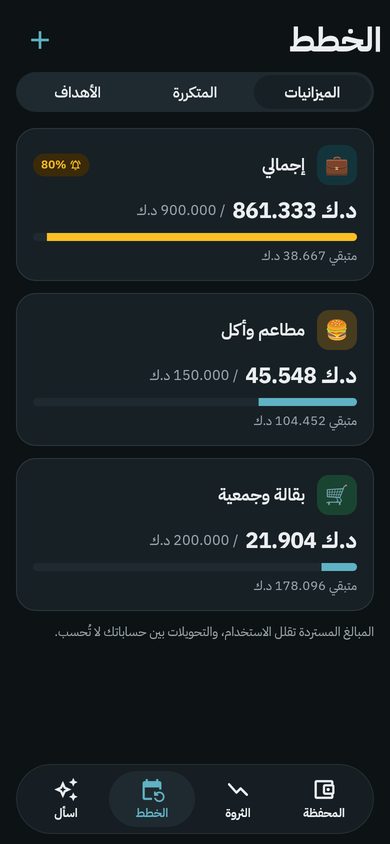 الخطط
الميزانيات
المتكررة
الأهداف
إجمالي
80%
861.333 د.ك / 900.000 د.ك
متبقي 38.667 د.ك
مطاعم وأكل
45.548 د.ك / 150.000 د.ك
متبقي 104.452 د.ك
بقالة وجمعية
21.904 د.ك / 200.000 د.ك
متبقي 178.096 د.ك
المبالغ المستردة تقلل الاستخدام، والتحويلات بين حساباتك لا تُحسب.
المحفظة
الثروة
الخطط
اسأل